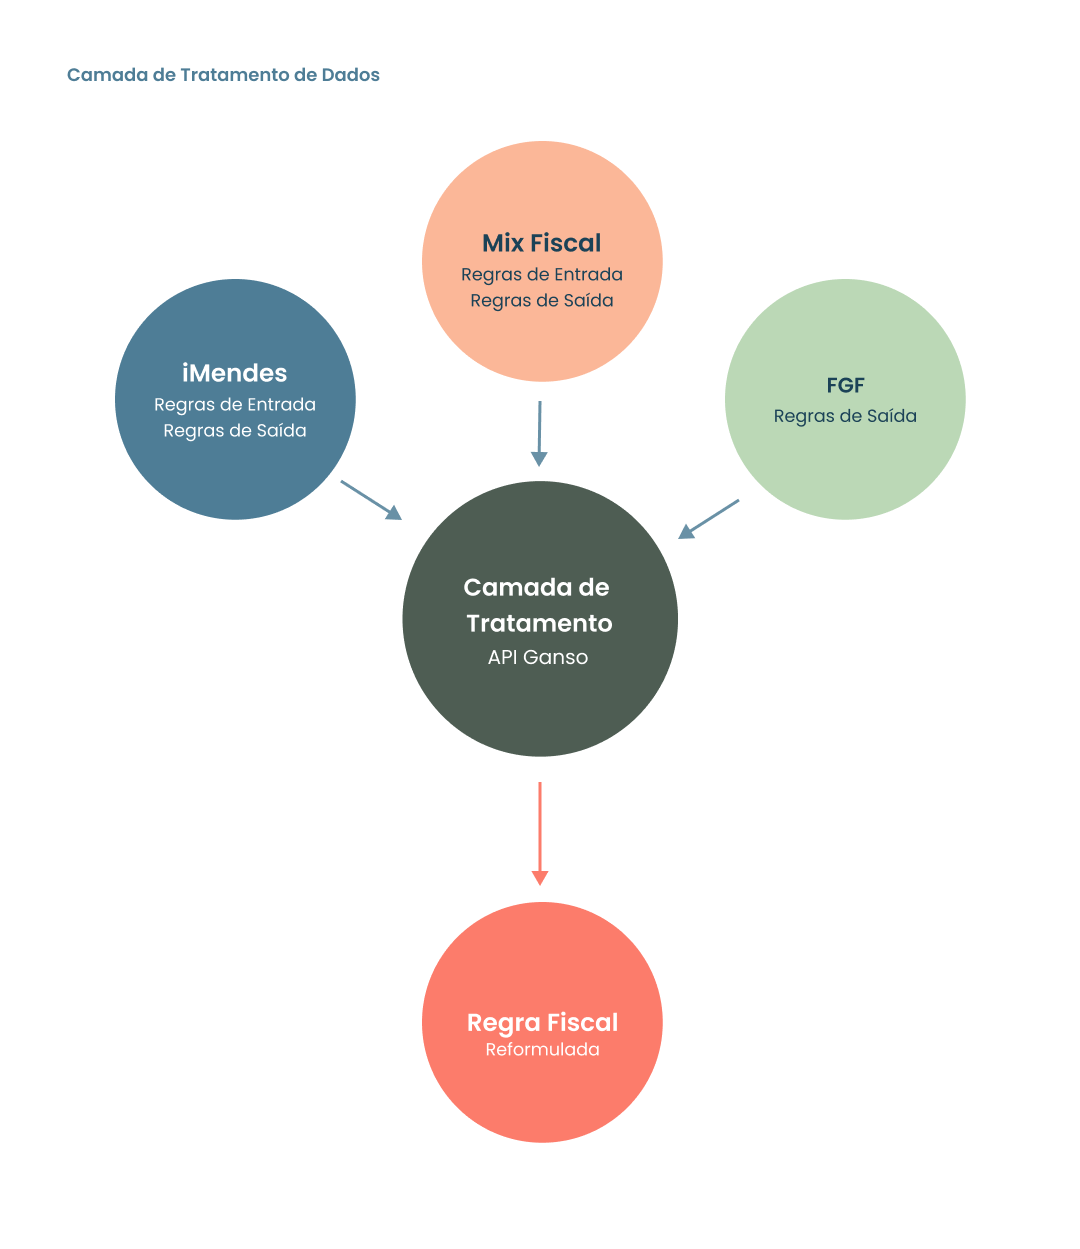 Camada de Tratamento de Dados
Mix Fiscal
Regras de Entrada
Regras de Saída
iMendes
Regras de Entrada
Regras de Saída
FGF
Regras de Saída
Camada de
Tratamento
API Ganso
Regra Fiscal
Reformulada